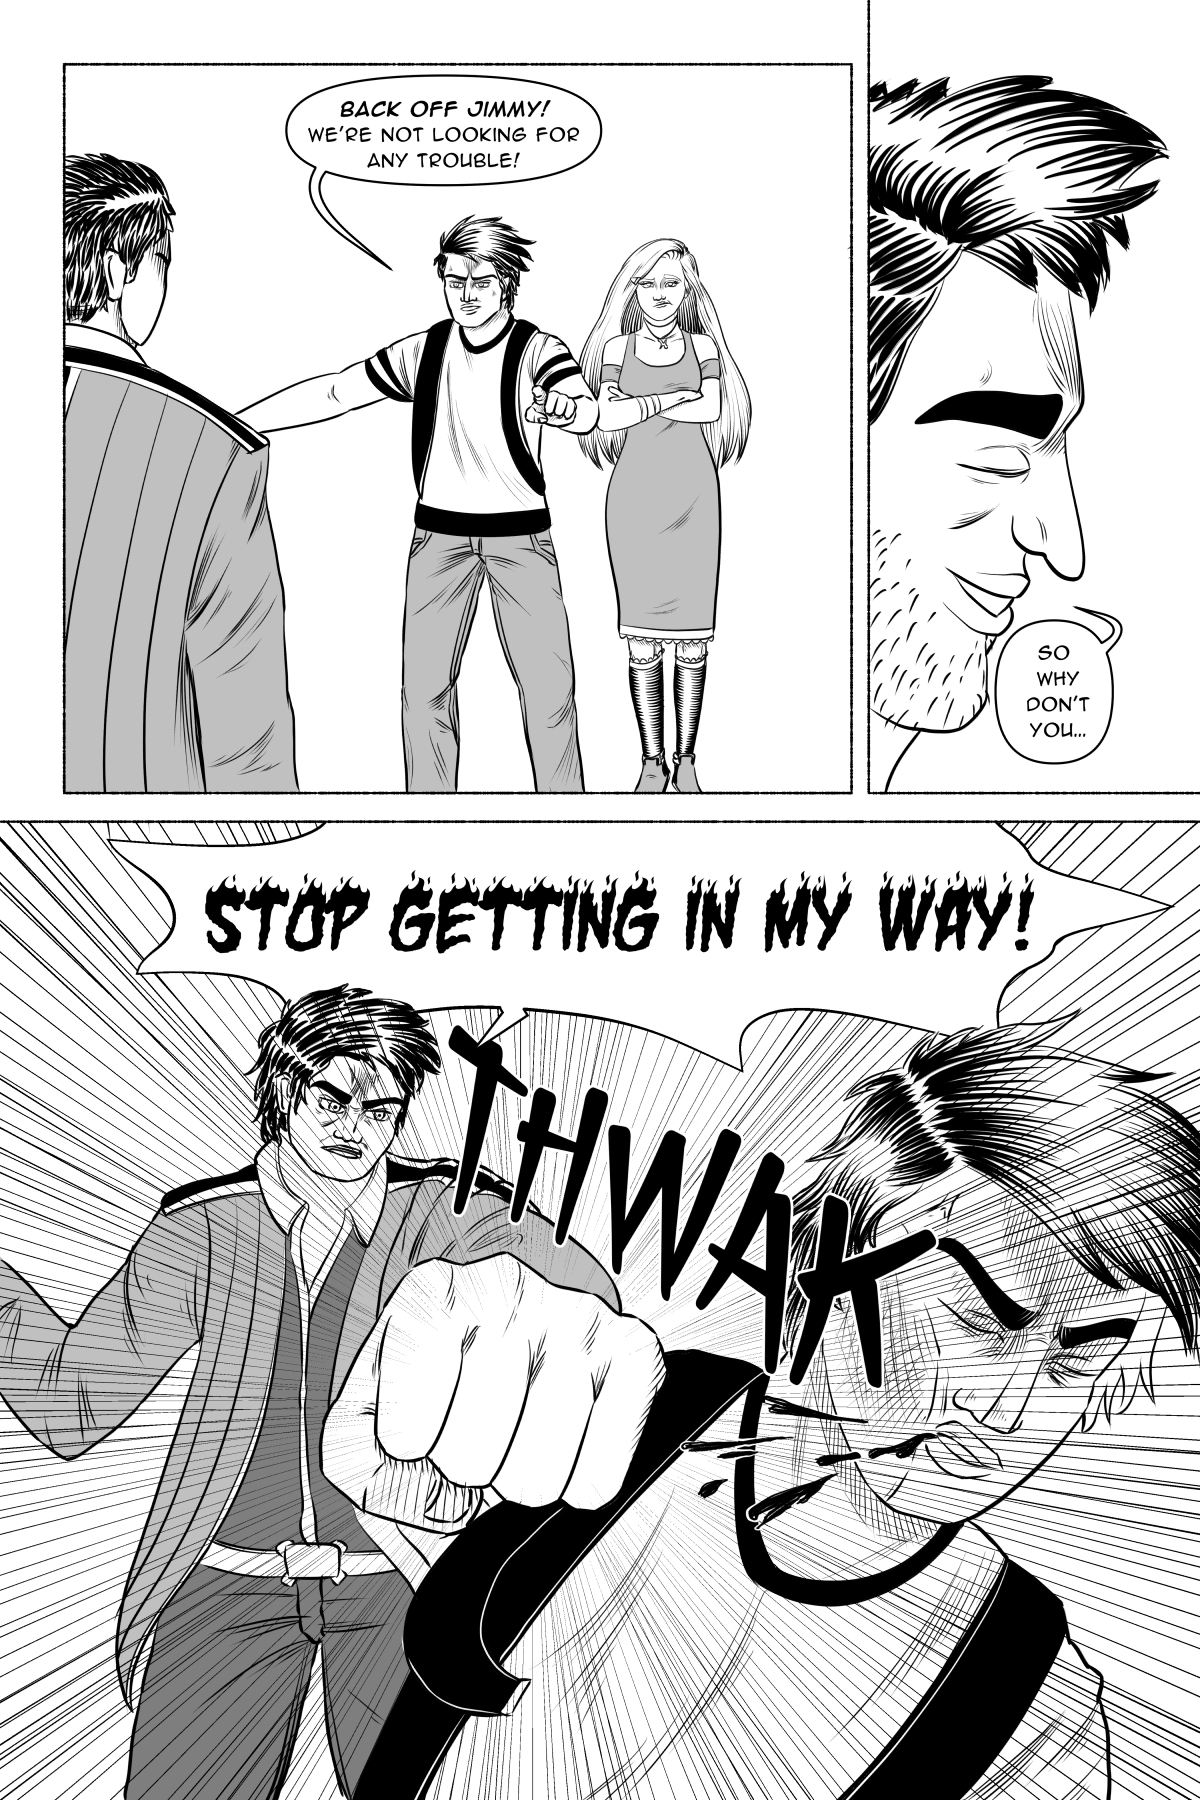 BACK OFF JIMMY!
WE'RE NOT LOOKING FOR
ANY TROUBLE!
SO
WHY
DON'T
YOU...
STOP GETTING IN MY WAY!
THWAK